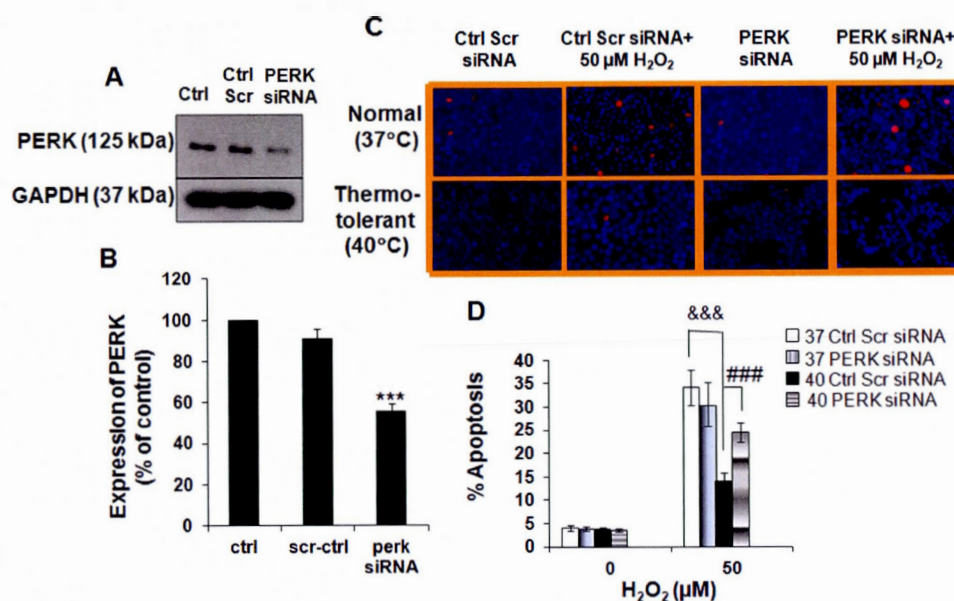 A
Ctrl
Ctrl Scr
PERK siRNA
PERK (125 kDa)
GAPDH (37 kDa)
B
Expression of PERK
(% of control)
120
100
80
60
40
20
0
***
ctrl
scr-ctrl
perk
siRNA
C
Ctrl Scr
siRNA
Ctrl Scr siRNA+
50 µM H₂O₂
PERK
siRNA
PERK siRNA+
50 µM H₂O₂
Normal
(37°C)
Thermo-
tolerant
(40°C)
D
% Apoptosis
40
35
30
25
20
15
10
5
0
&&&
###
37 Ctrl Scr siRNA
37 PERK siRNA
40 Ctrl Scr siRNA
40 PERK siRNA
0
50
H₂O₂ (µM)